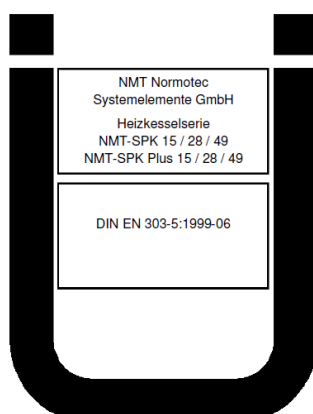 NMT Normotec
Systemelemente GmbH
Heizkesselserie
NMT-SPK 15 / 28 / 49
NMT-SPK Plus 15 / 28 / 49
DIN EN 303-5:1999-06